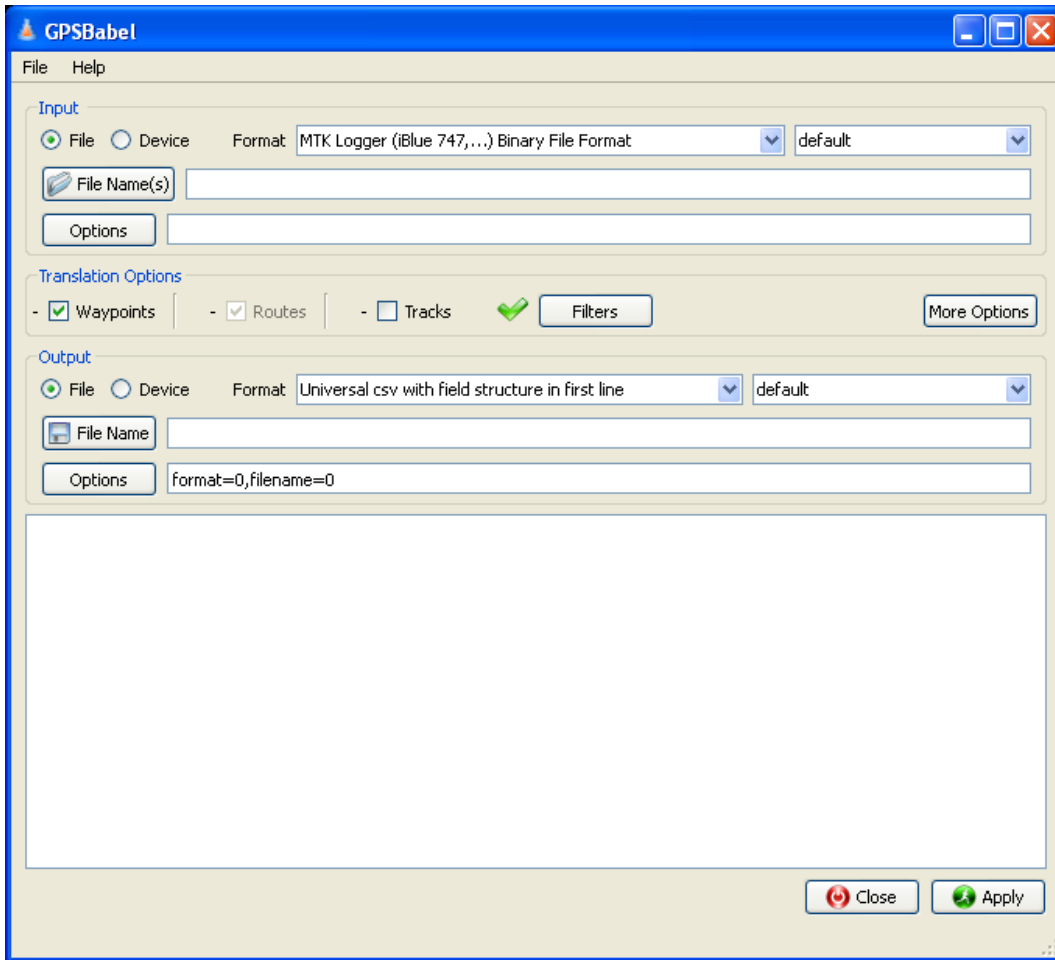 GPSBabel
File Help
Input
File Device Format MTK Logger (iBlue 747,...) Binary File Format default
File Name(s)
Options
Translation Options
- Waypoints - Routes - Tracks Filters More Options
Output
File Device Format Universal csv with field structure in first line default
File Name
Options format=0,filename=0
Close Apply